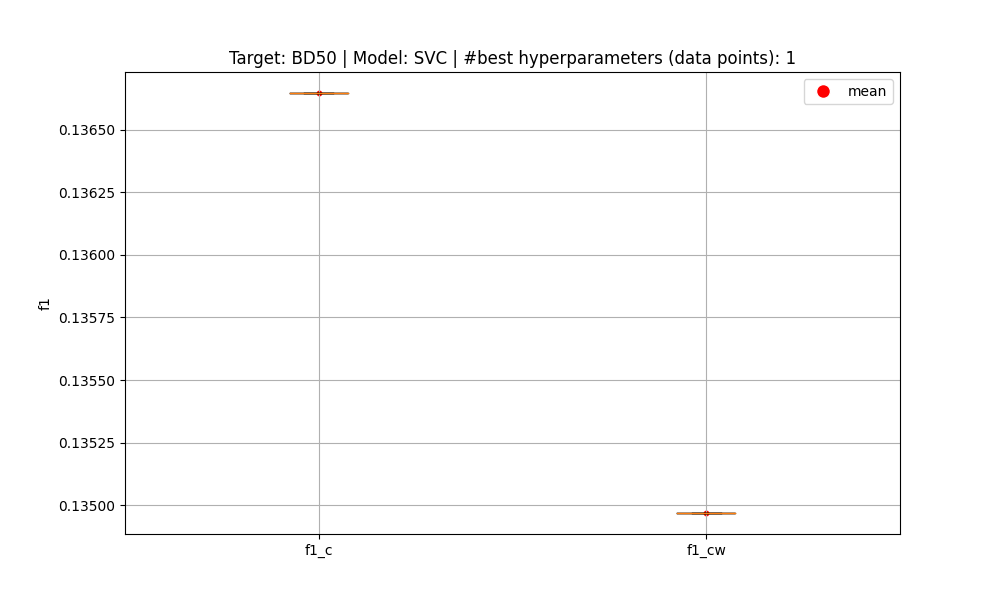 Target: BD50 | Model: SVC | #best hyperparameters (data points): 1
mean
0.13650
0.13625
0.13600
0.13575
0.13550
0.13525
0.13500
f1
f1_c
f1_cw